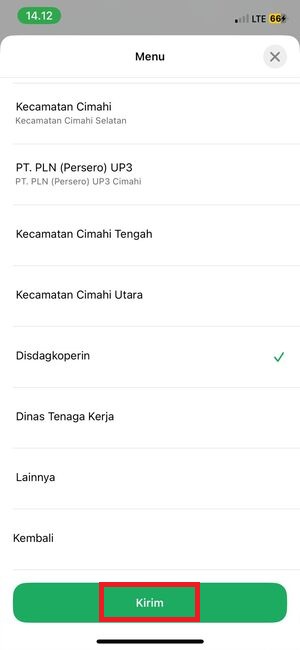 14.12
LTE 66
Menu
Kecamatan Cimahi
Kecamatan Cimahi Selatan
PT. PLN (Persero) UP3
PT. PLN (Persero) UP3 Cimahi
Kecamatan Cimahi Tengah
Kecamatan Cimahi Utara
Disdagkoperin
Dinas Tenaga Kerja
Lainnya
Kembali
Kirim